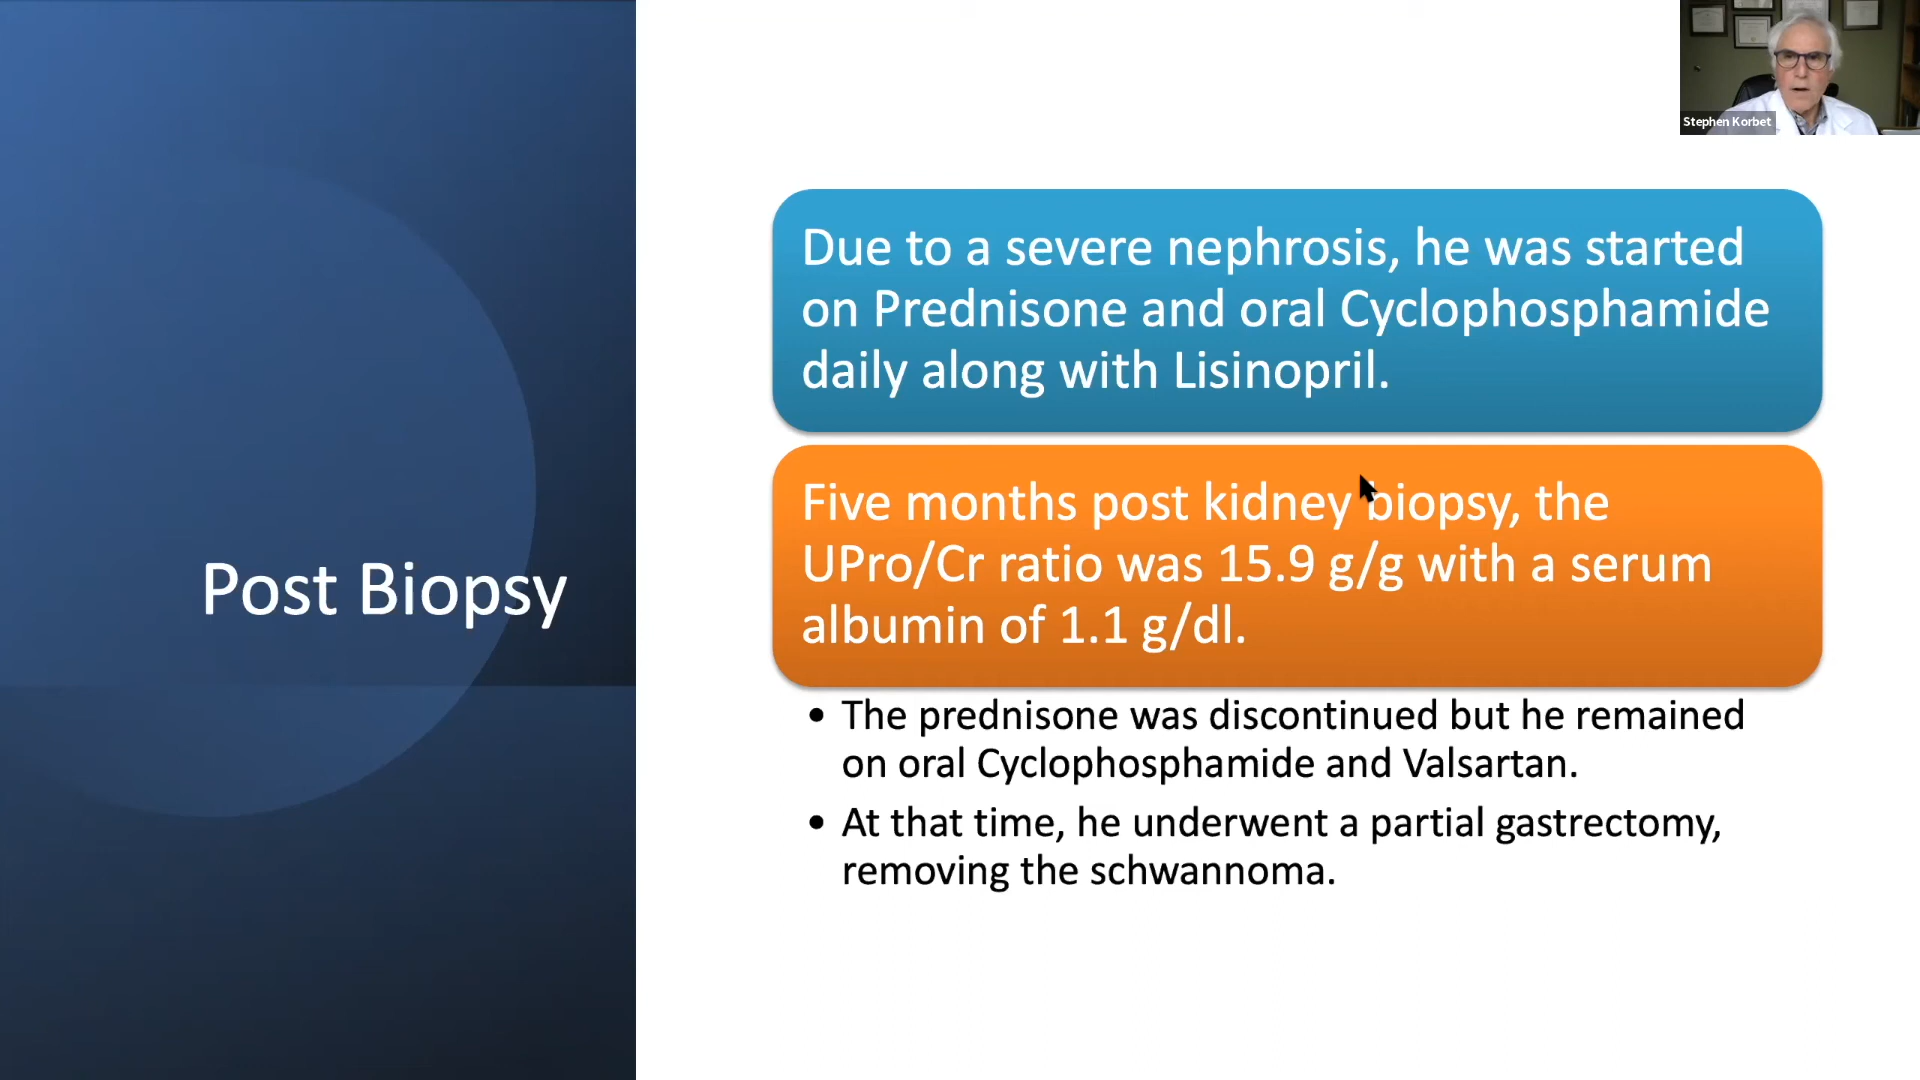 Stephen Korbet
Post Biopsy
Due to a severe nephrosis, he was started
on Prednisone and oral Cyclophosphamide
daily along with Lisinopril.
Five months post kidney biopsy, the
UPro/Cr ratio was 15.9 g/g with a serum
albumin of 1.1 g/dl.
• The prednisone was discontinued but he remained
on oral Cyclophosphamide and Valsartan.
• At that time, he underwent a partial gastrectomy,
removing the schwannoma.